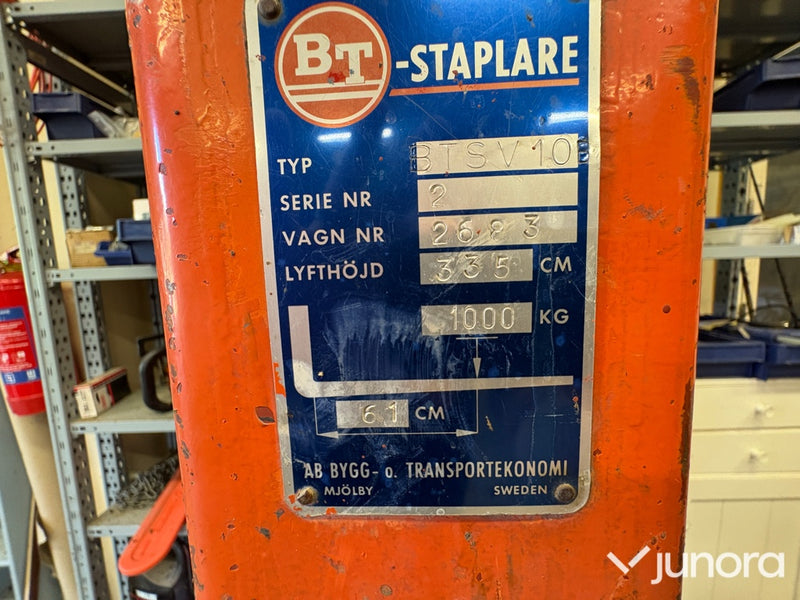 BT -STAPLARE
TYP BTSV10
SERIE NR 2
VAGN NR 2683
LYFTHÖJD 335 CM
1000 KG
61 CM
AB BYGG- o. TRANSPORTEKONOMI
MJÖLBY SWEDEN
junora